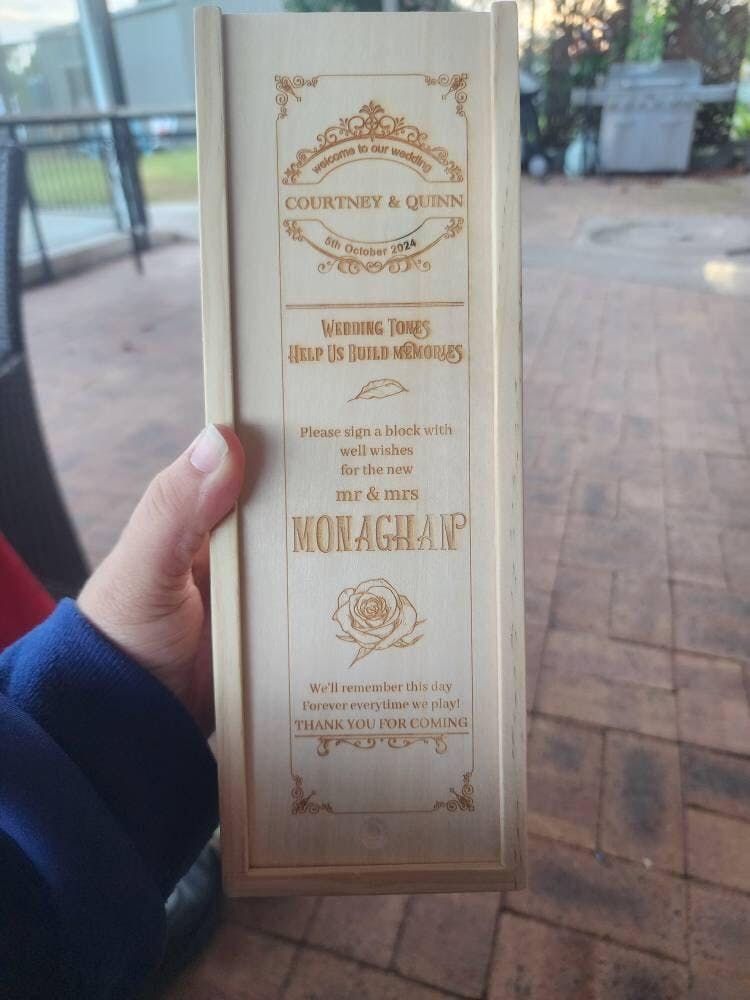 welcome to our wedding
COURTNEY & QUINN
5th October 2024
WEDDING TONES
HELP US BUILD MEMORIES
Please sign a block with
well wishes
for the new
mr & mrs
MONAGHAN
We'll remember this day
Forever everytime we play!
THANK YOU FOR COMING